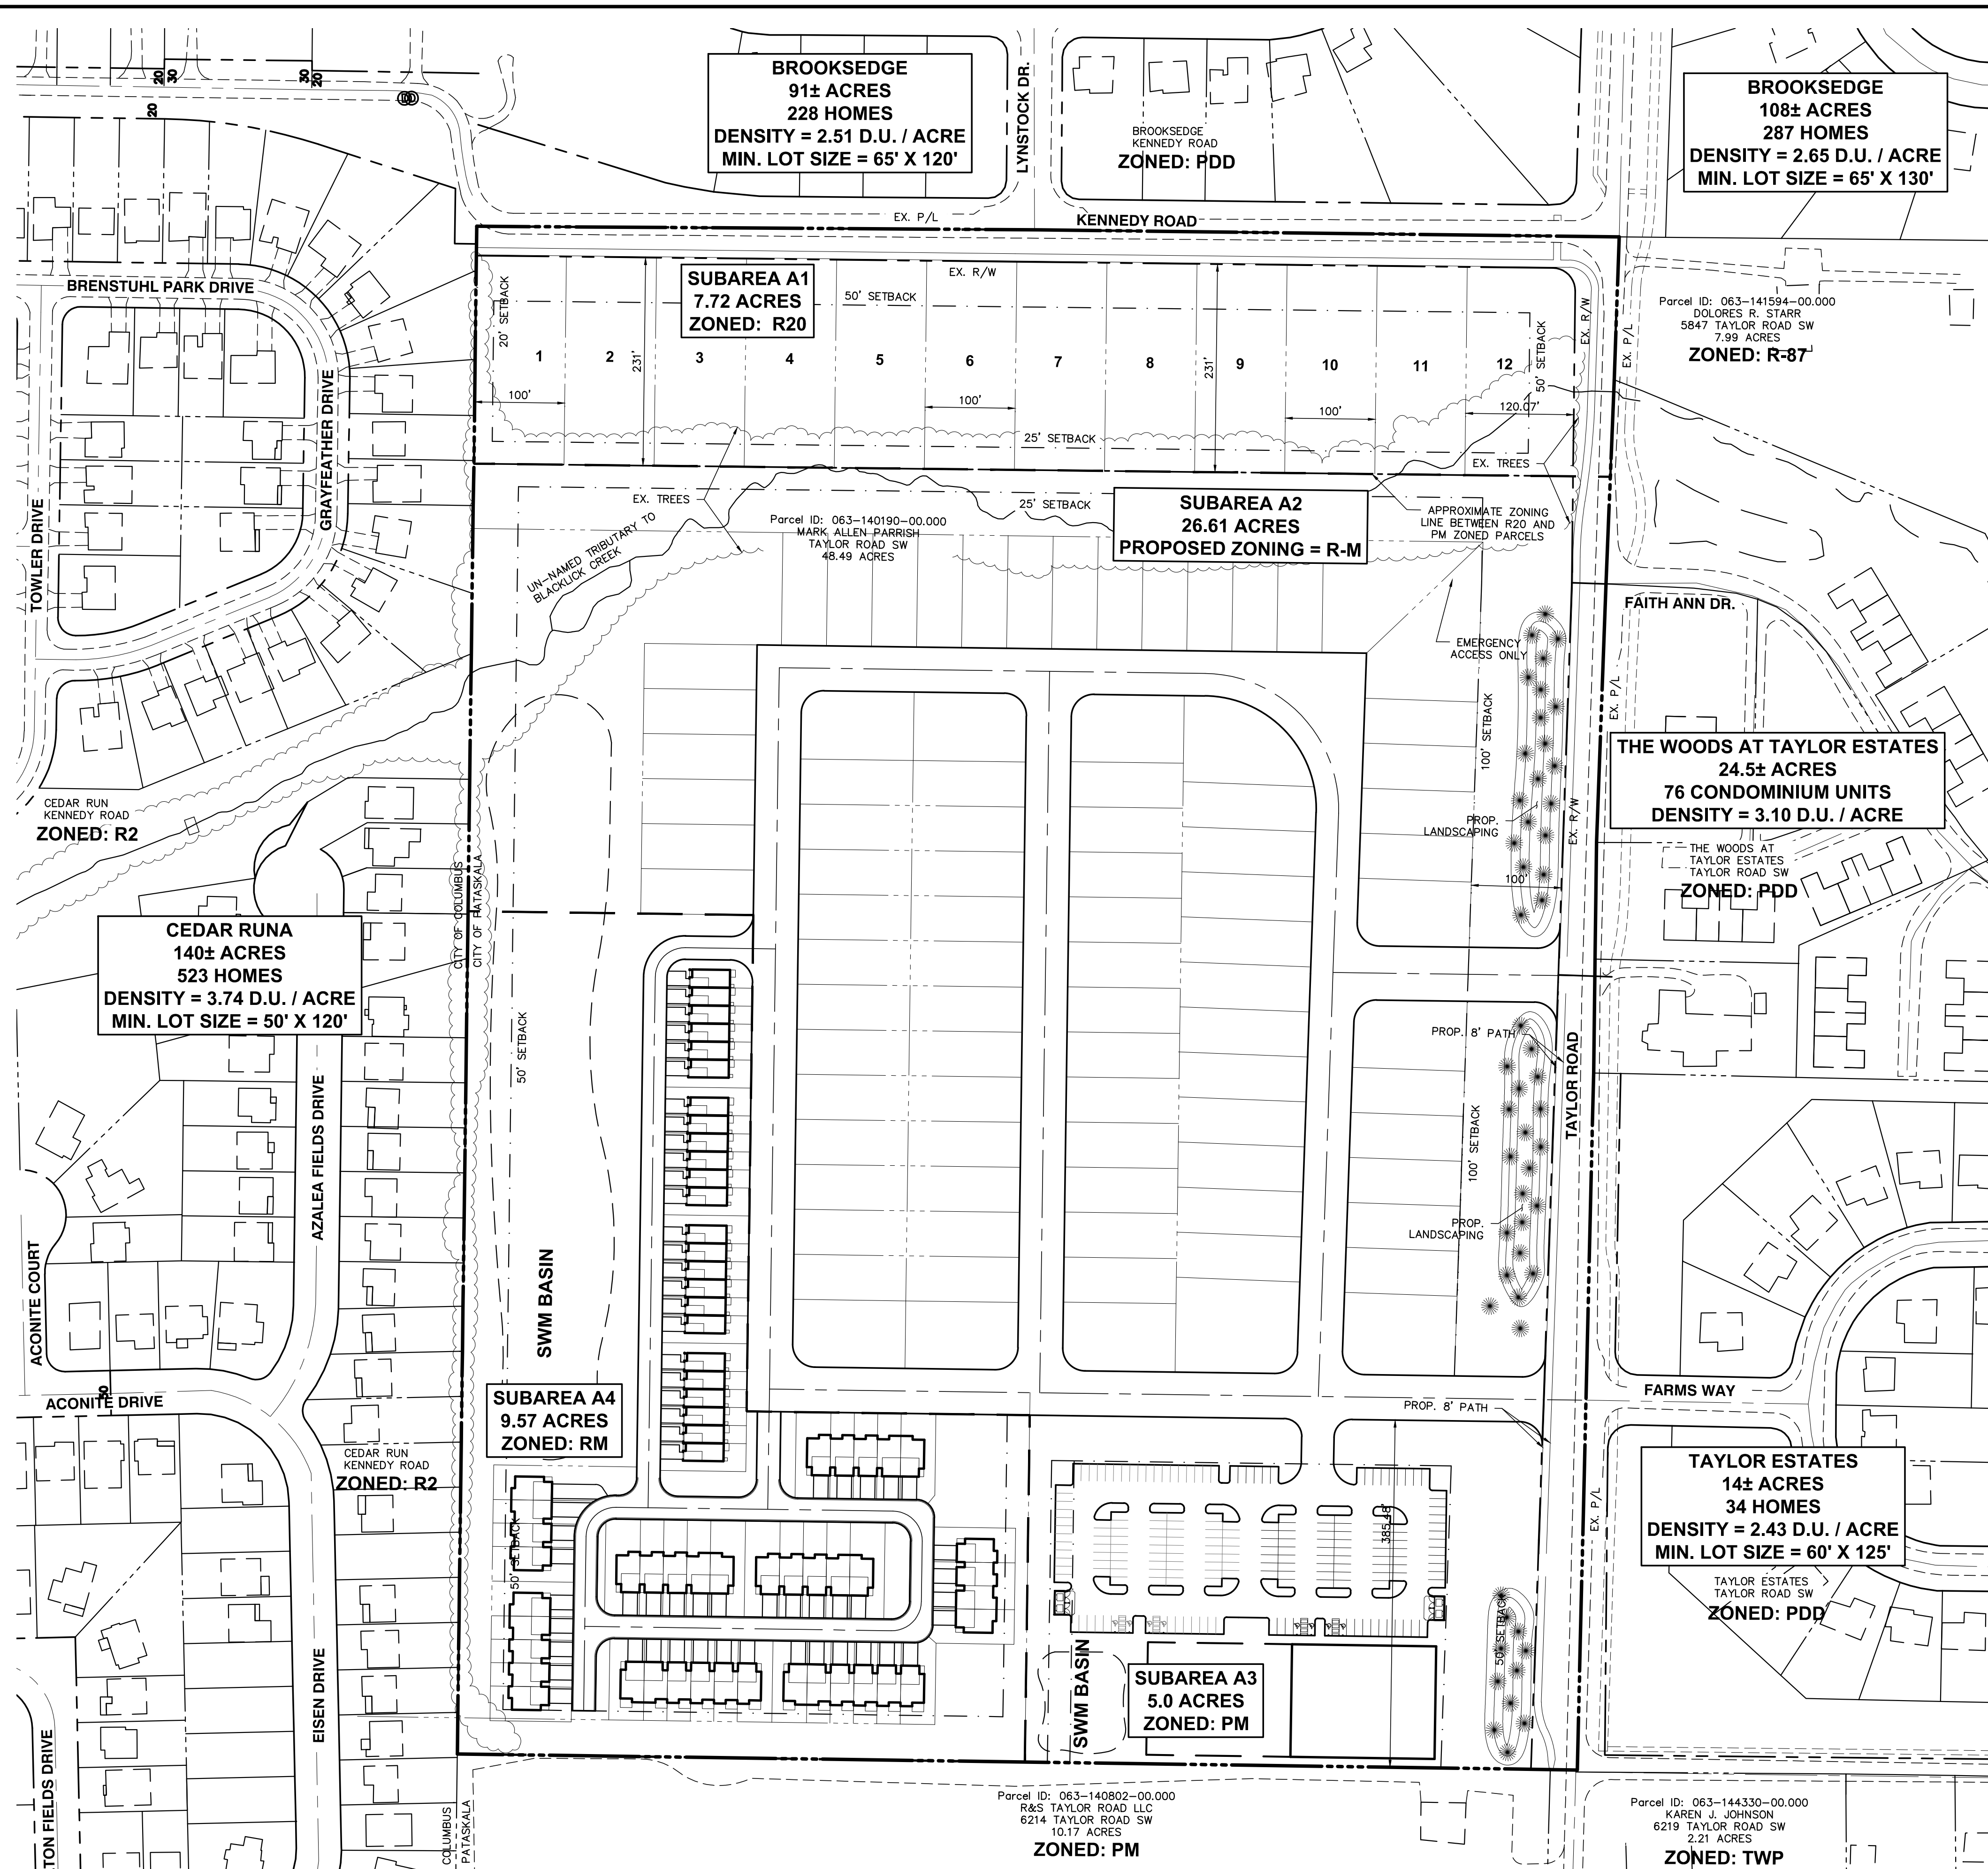 20
30
30
20
20
BROOKSEDGE
91± ACRES
228 HOMES
DENSITY = 2.51 D.U. / ACRE
MIN. LOT SIZE = 65' X 120'
LYNSTOCK DR.
BROOKSEDGE
KENNEDY ROAD
ZONED: PDD
BROOKSEDGE
108± ACRES
287 HOMES
DENSITY = 2.65 D.U. / ACRE
MIN. LOT SIZE = 65' X 130'
EX. P/L
KENNEDY ROAD
BRENSTUHL PARK DRIVE
GRAYFEATHER DRIVE
TOWLER DRIVE
20' SETBACK
SUBAREA A1
7.72 ACRES
ZONED: R20
EX. R/W
50' SETBACK
50' SETBACK
EX. R/W
EX. P/L
Parcel ID: 063-141594-00.000
DOLORES R. STARR
5847 TAYLOR ROAD SW
7.99 ACRES
ZONED: R-87
1
2
3
4
5
6
7
8
9
10
11
12
231'
231'
100'
100'
100'
120.07'
25' SETBACK
EX. TREES
EX. TREES
25' SETBACK
UN-NAMED TRIBUTARY TO
BLACKLICK CREEK
Parcel ID: 063-140190-00.000
MARK ALLEN PARRISH
TAYLOR ROAD SW
48.49 ACRES
SUBAREA A2
26.61 ACRES
PROPOSED ZONING = R-M
APPROXIMATE ZONING
LINE BETWEEN R20 AND
PM ZONED PARCELS
FAITH ANN DR.
EMERGENCY
ACCESS ONLY
EX. P/L
100' SETBACK
THE WOODS AT TAYLOR ESTATES
24.5± ACRES
76 CONDOMINIUM UNITS
DENSITY = 3.10 D.U. / ACRE
EX. R/W
PROP.
LANDSCAPING
100'
THE WOODS AT
TAYLOR ESTATES
TAYLOR ROAD SW
ZONED: PDD
CEDAR RUN
KENNEDY ROAD
ZONED: R2
CITY OF COLUMBUS
CITY OF PATASKALA
CEDAR RUNA
140± ACRES
523 HOMES
DENSITY = 3.74 D.U. / ACRE
MIN. LOT SIZE = 50' X 120'
50' SETBACK
PROP. 8' PATH
TAYLOR ROAD
100' SETBACK
PROP.
LANDSCAPING
AZALEA FIELDS DRIVE
ACONITE COURT
SWM BASIN
50
ACONITE DRIVE
SUBAREA A4
9.57 ACRES
ZONED: RM
CEDAR RUN
KENNEDY ROAD
ZONED: R2
FARMS WAY
PROP. 8' PATH
TAYLOR ESTATES
14± ACRES
34 HOMES
DENSITY = 2.43 D.U. / ACRE
MIN. LOT SIZE = 60' X 125'
TAYLOR ESTATES
TAYLOR ROAD SW
ZONED: PDD
EX. P/L
385.48'
50' SETBACK
50' SETBACK
EISEN DRIVE
SWM BASIN
SUBAREA A3
5.0 ACRES
ZONED: PM
TON FIELDS DRIVE
COLUMBUS
PATASKALA
Parcel ID: 063-140802-00.000
R&S TAYLOR ROAD LLC
6214 TAYLOR ROAD SW
10.17 ACRES
ZONED: PM
Parcel ID: 063-144330-00.000
KAREN J. JOHNSON
6219 TAYLOR ROAD SW
2.21 ACRES
ZONED: TWP